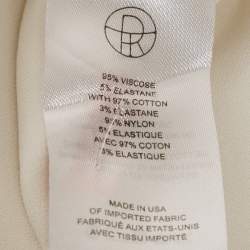 95% VISCOSE
5% ELASTANE
WITH 97% COTTON
3% ELASTANE
95% NYLON
5% ELASTIQUE
AVEC 97% COTON
3% ELASTIQUE
MADE IN USA
OF IMPORTED FABRIC
FABRIQUÉ AUX ETATS-UNIS
AVEC TISSU IMPORTÉ